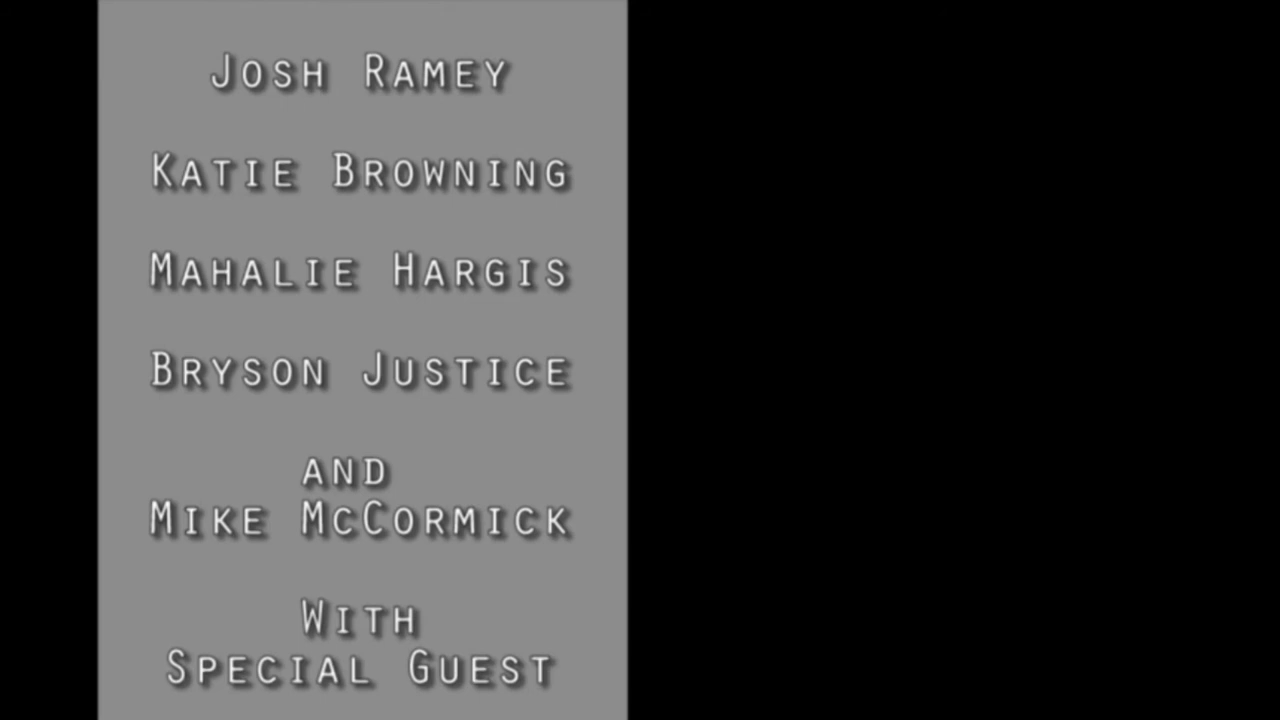 Josh Ramey
Katie Browning
Mahalie Hargis
Bryson Justice
and
Mike McCormick
With
Special Guest